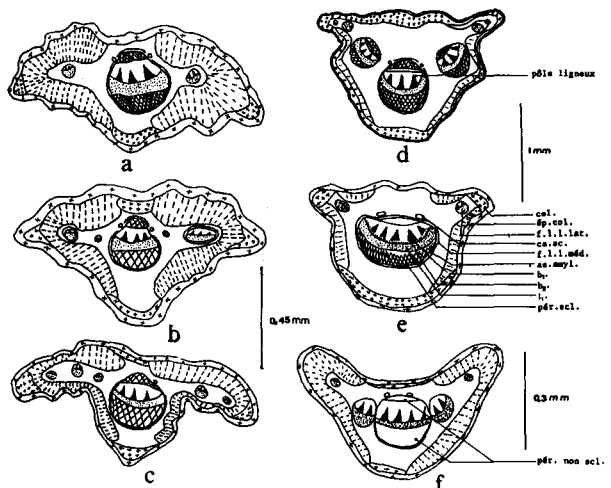 a
d
pôle ligneux
1mm
col.
ép.col.
f.l.l.lat.
ca.sc.
f.l.l.méd.
as.amyl.
b₁.
b₂.
l₁.
pér.scl.
b
0,45mm
e
0,3mm
c
f
pér. non scl.